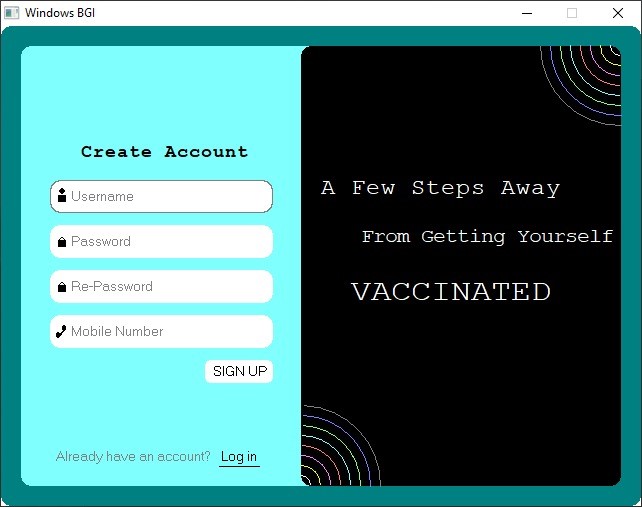 Windows BGI
Create Account
Username
Password
Re-Password
Mobile Number
SIGN UP
Already have an account? Log in
A Few Steps Away
From Getting Yourself
VACCINATED